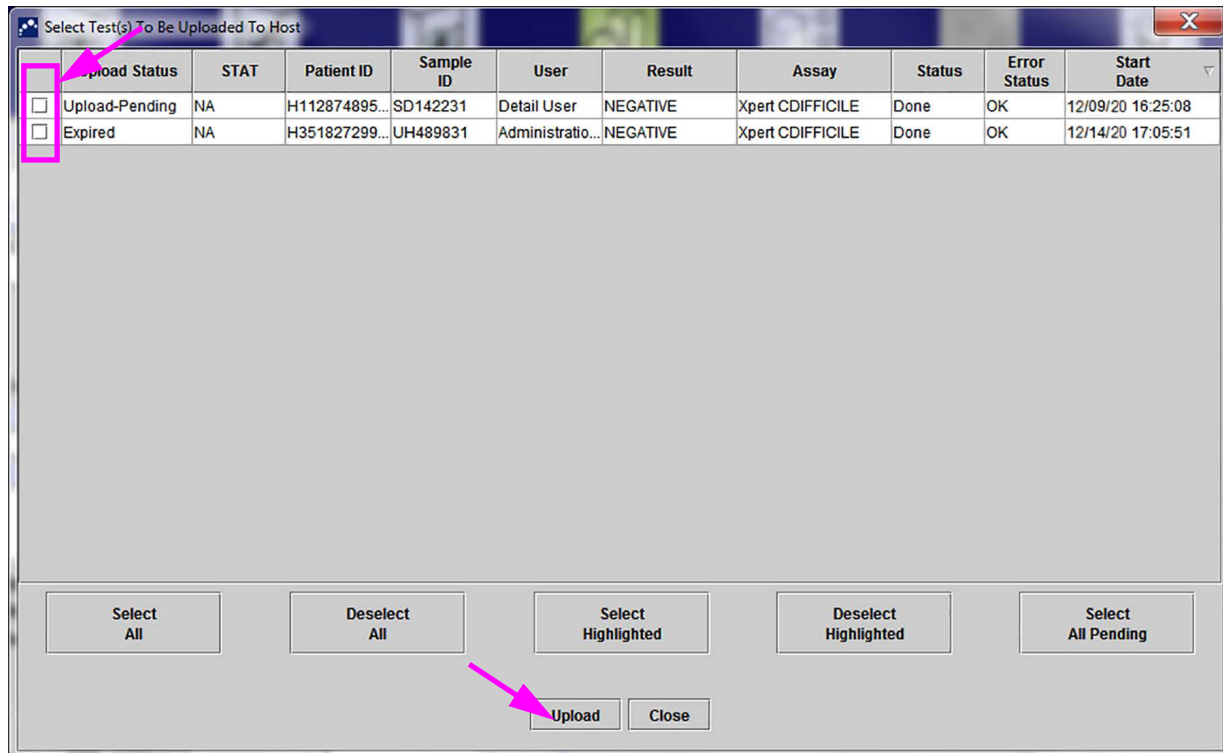 Select Test(s) To Be Uploaded To Host
Upload Status STAT Patient ID Sample ID User Result Assay Status Error Status Start Date
Upload-Pending NA H112874895... SD142231 Detail User NEGATIVE Xpert CDIFFICILE Done OK 12/09/20 16:25:08
Expired NA H351827299... UH489831 Administratio... NEGATIVE Xpert CDIFFICILE Done OK 12/14/20 17:05:51
Select All Deselect All Select Highlighted Deselect Highlighted Select All Pending
Upload Close